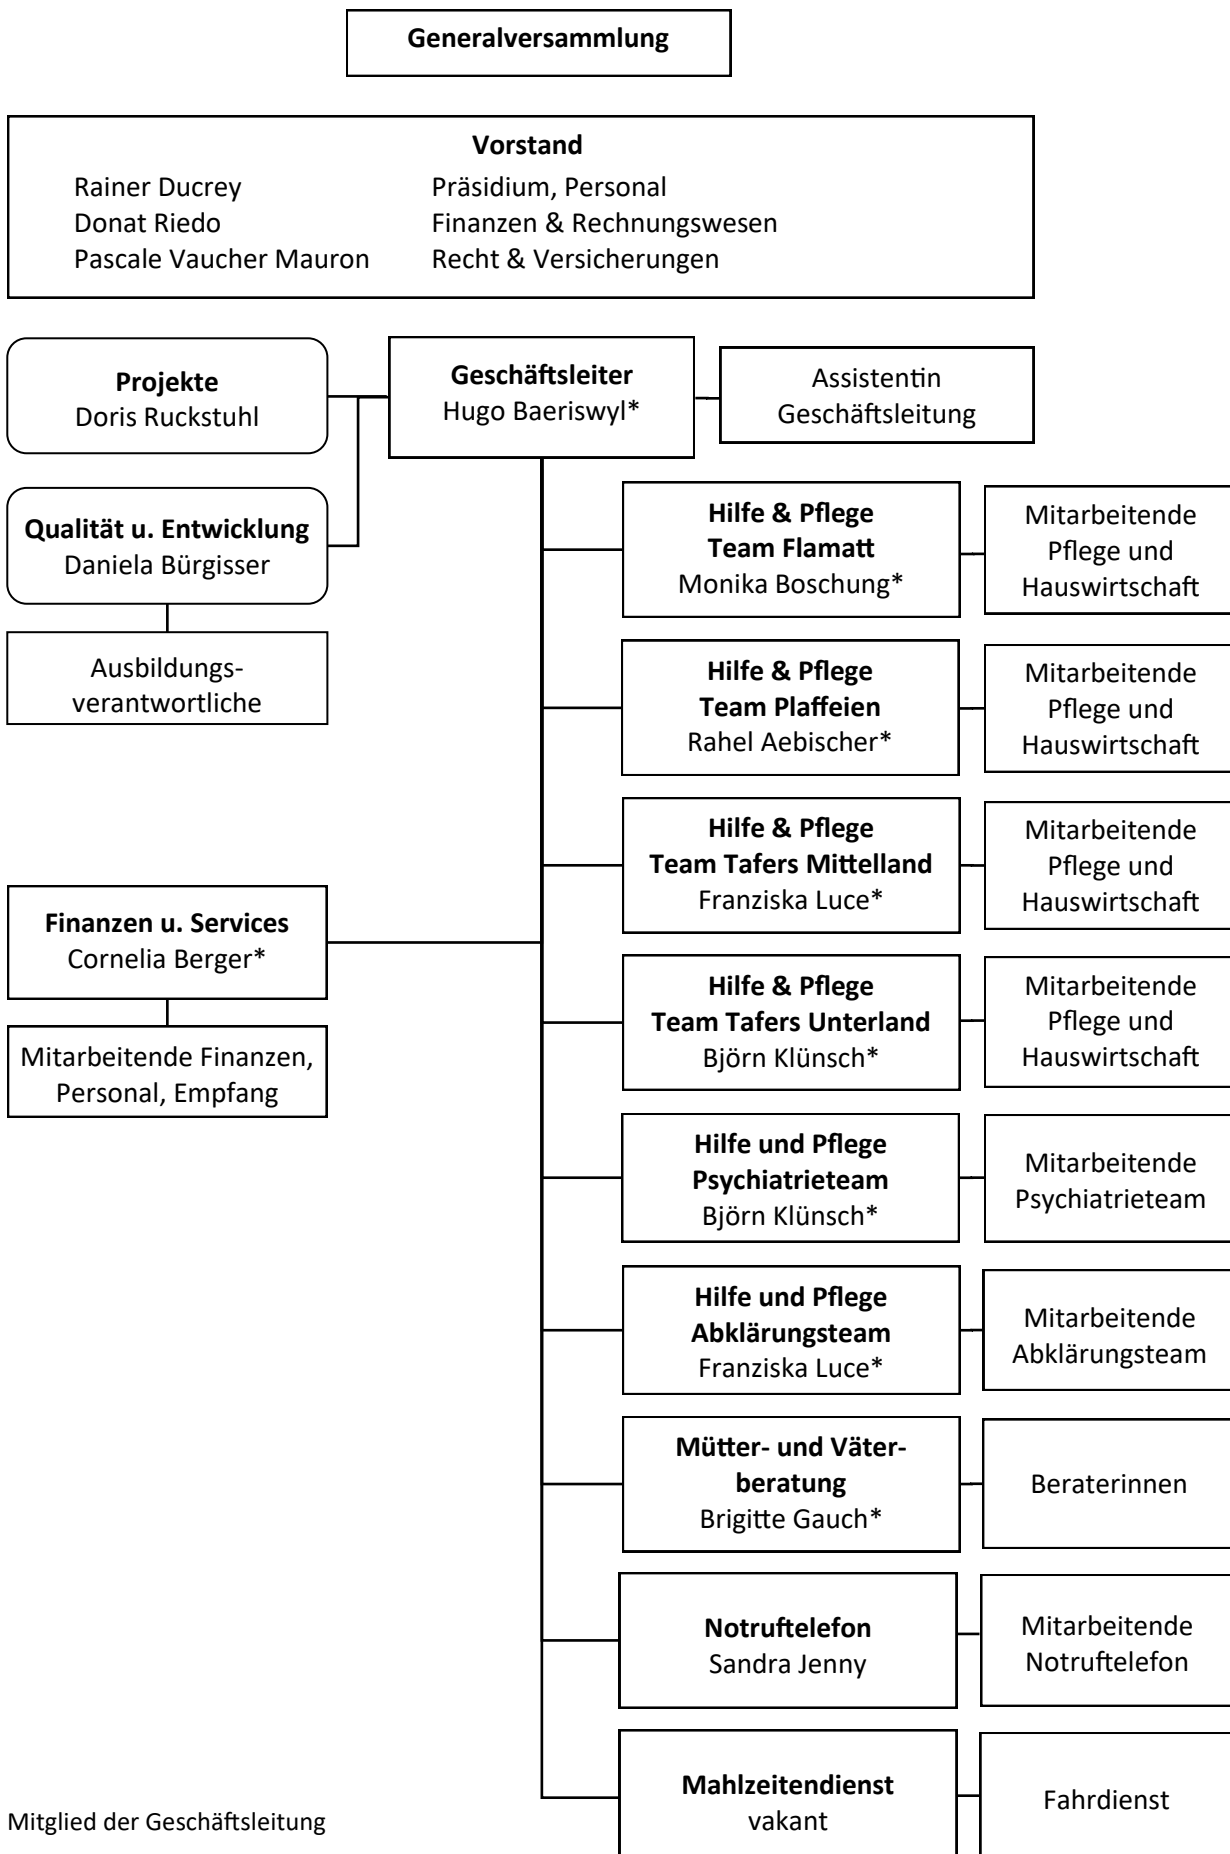 Generalversammlung
Vorstand
Rainer Ducrey Präsidium, Personal
Donat Riedo Finanzen & Rechnungswesen
Pascale Vaucher Mauron Recht & Versicherungen
Projekte
Doris Ruckstuhl
Geschäftsleiter
Hugo Baeriswyl*
Assistentin
Geschäftsleitung
Qualität u. Entwicklung
Daniela Bürgisser
Ausbildungs-
verantwortliche
Hilfe & Pflege
Team Flamatt
Monika Boschung*
Mitarbeitende
Pflege und
Hauswirtschaft
Hilfe & Pflege
Team Plaffeien
Rahel Aebischer*
Mitarbeitende
Pflege und
Hauswirtschaft
Hilfe & Pflege
Team Tafers Mittelland
Franziska Luce*
Mitarbeitende
Pflege und
Hauswirtschaft
Finanzen u. Services
Cornelia Berger*
Mitarbeitende Finanzen,
Personal, Empfang
Hilfe & Pflege
Team Tafers Unterland
Björn Klünsch*
Mitarbeitende
Pflege und
Hauswirtschaft
Hilfe und Pflege
Psychiatrieteam
Björn Klünsch*
Mitarbeitende
Psychiatrieteam
Hilfe und Pflege
Abklärungsteam
Franziska Luce*
Mitarbeitende
Abklärungsteam
Mütter- und Väter-
beratung
Brigitte Gauch*
Beraterinnen
Notruftelefon
Sandra Jenny
Mitarbeitende
Notruftelefon
Mahlzeitendienst
vakant
Fahrdienst
Mitglied der Geschäftsleitung